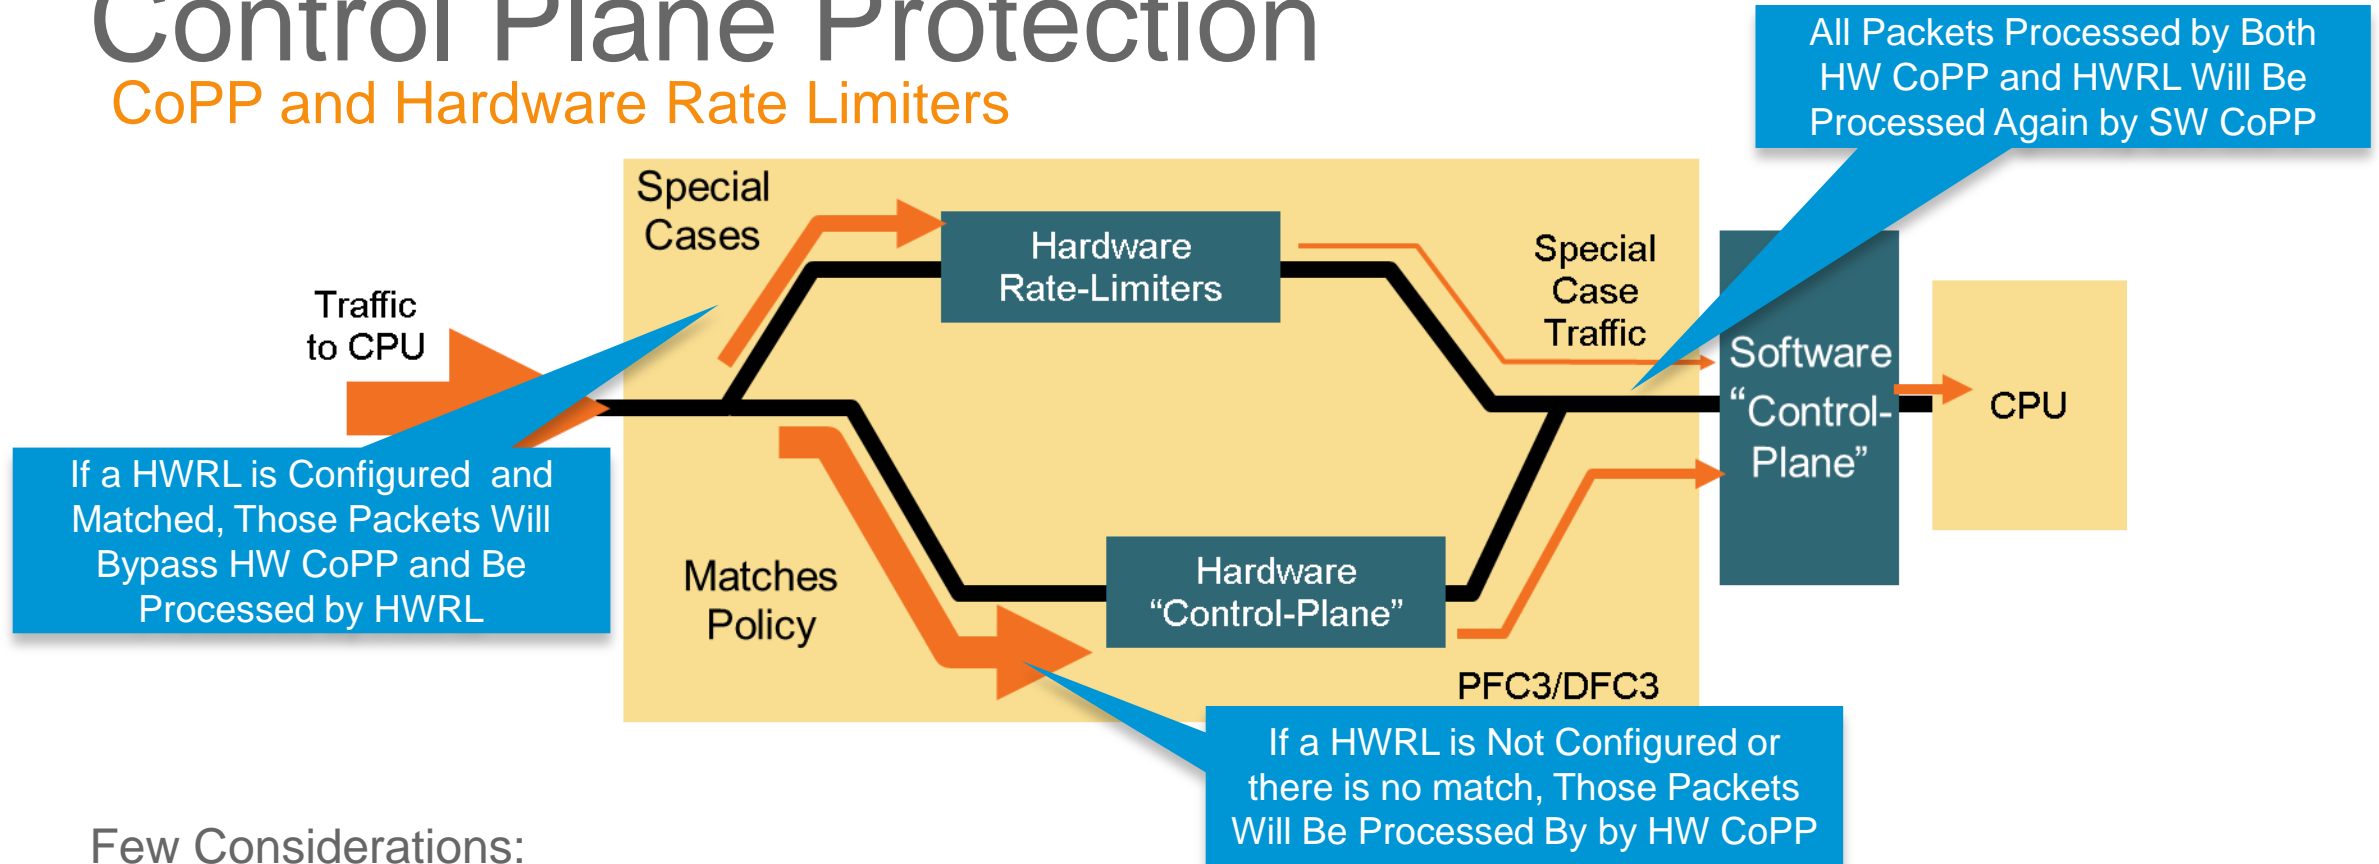 Control Plane Protection
CoPP and Hardware Rate Limiters
All Packets Processed by Both
HW CoPP and HWRL Will Be
Processed Again by SW CoPP
Special
Cases
Hardware
Rate-Limiters
Special
Case
Traffic
Traffic
to CPU
Software
“Control-
Plane”
CPU
If a HWRL is Configured and
Matched, Those Packets Will
Bypass HW CoPP and Be
Processed by HWRL
Matches
Policy
Hardware
“Control-Plane”
PFC3/DFC3
If a HWRL is Not Configured or
there is no match, Those Packets
Will Be Processed By by HW CoPP
Few Considerations: